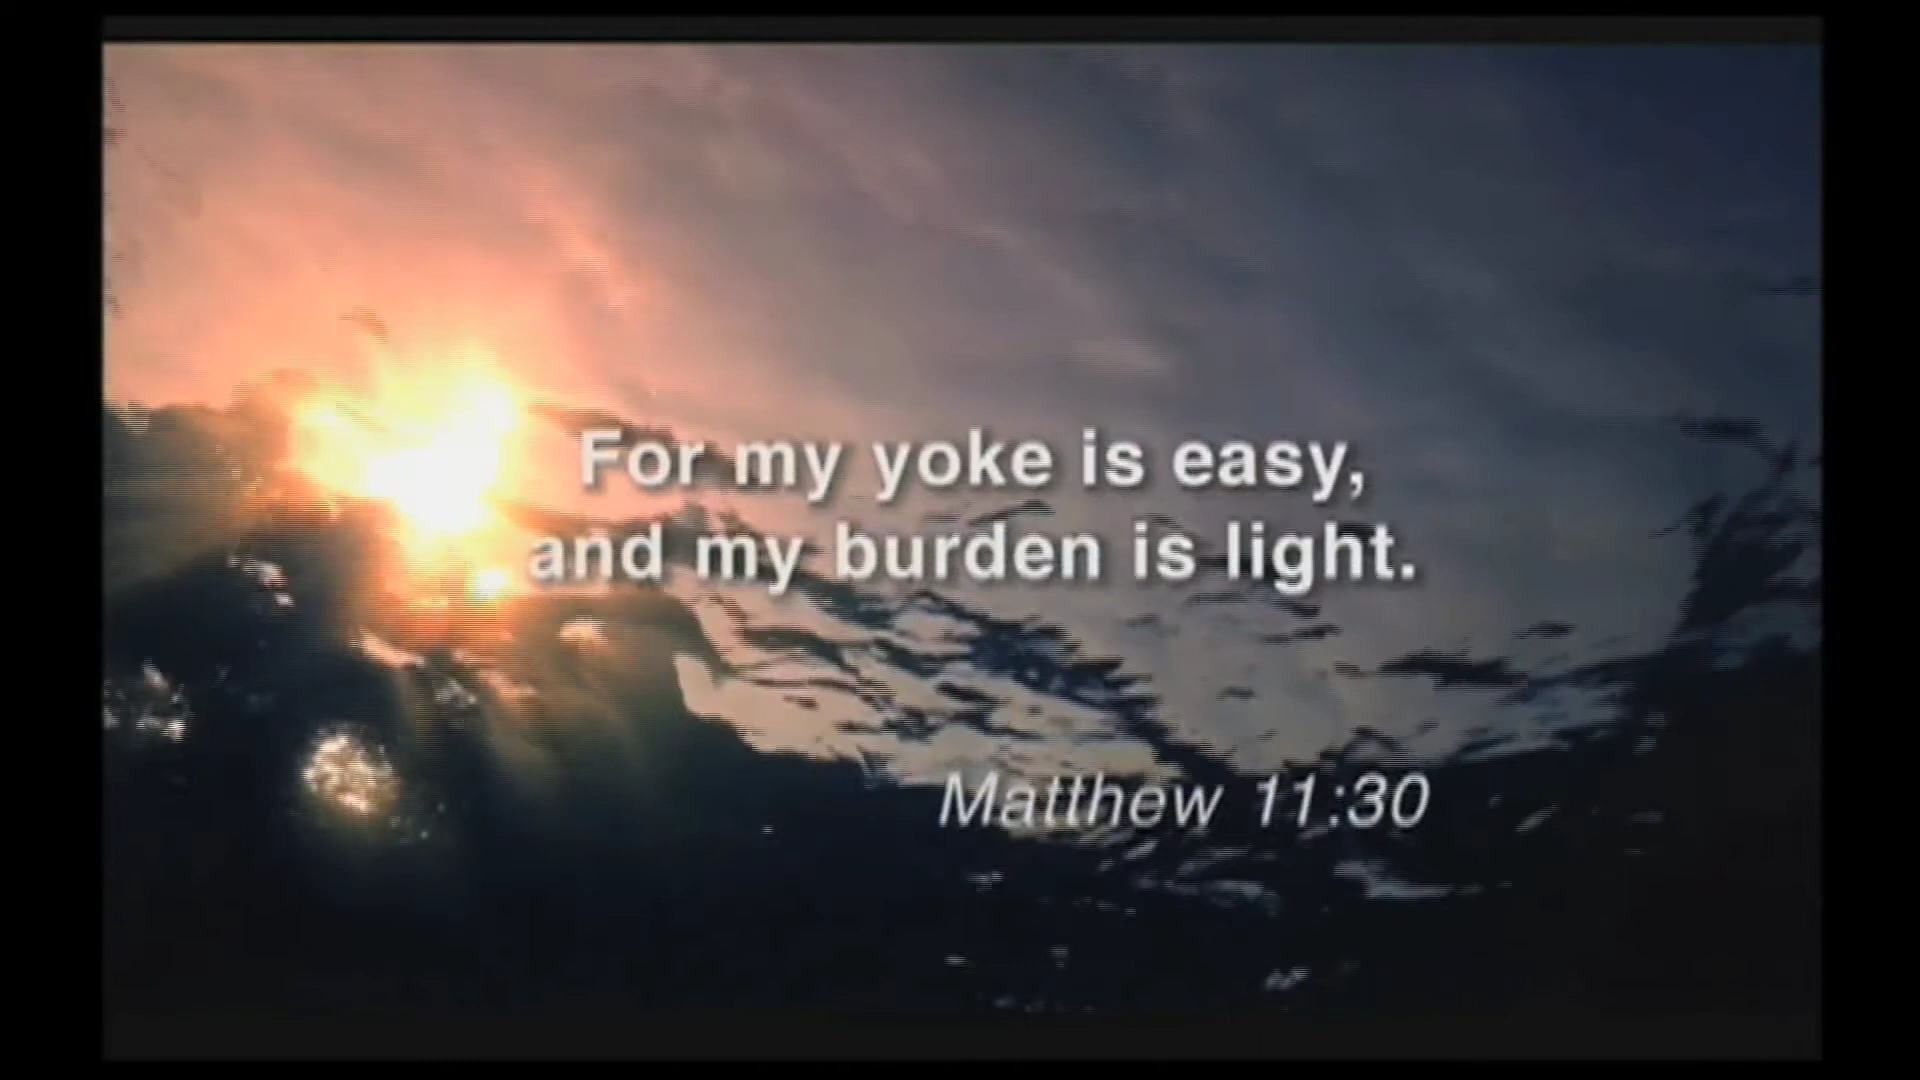 For my yoke is easy,
and my burden is light.
Matthew 11:30